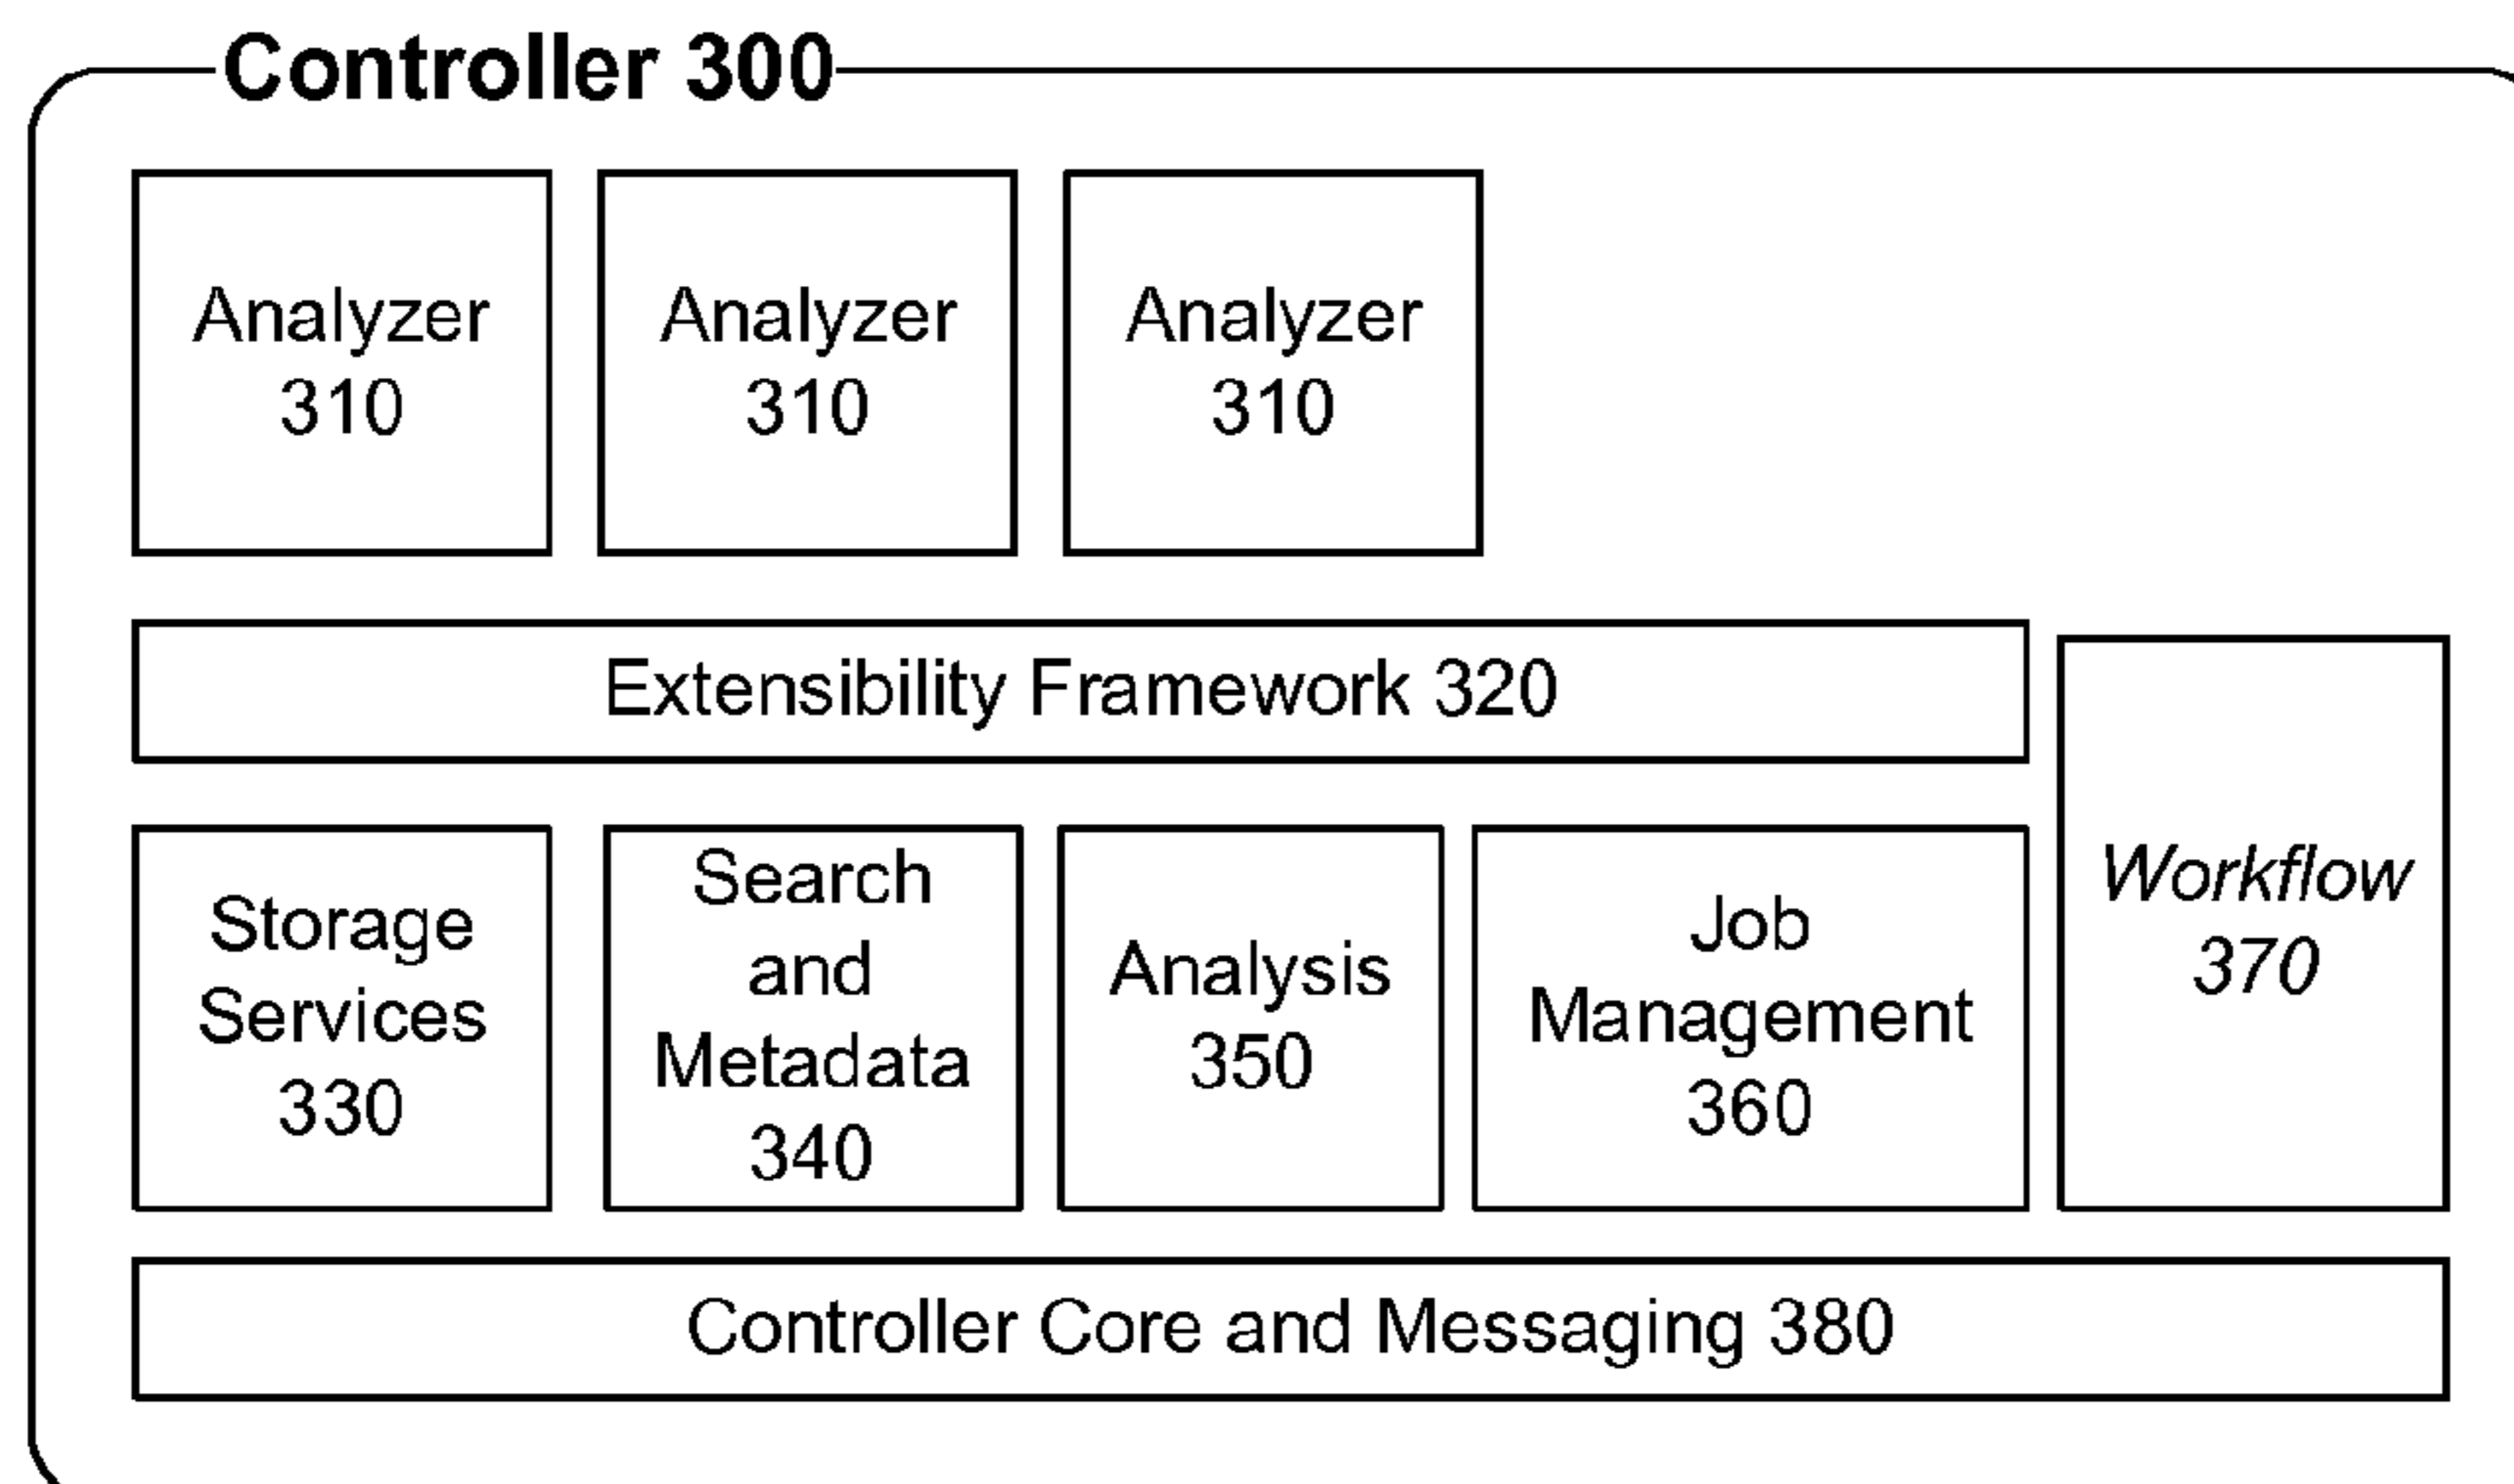 Controller 300
Analyzer
310
Analyzer
310
Analyzer
310
Extensibility Framework 320
Storage
Services
330
Search
and
Metadata
340
Analysis
350
Job
Management
360
Workflow
370
Controller Core and Messaging 380